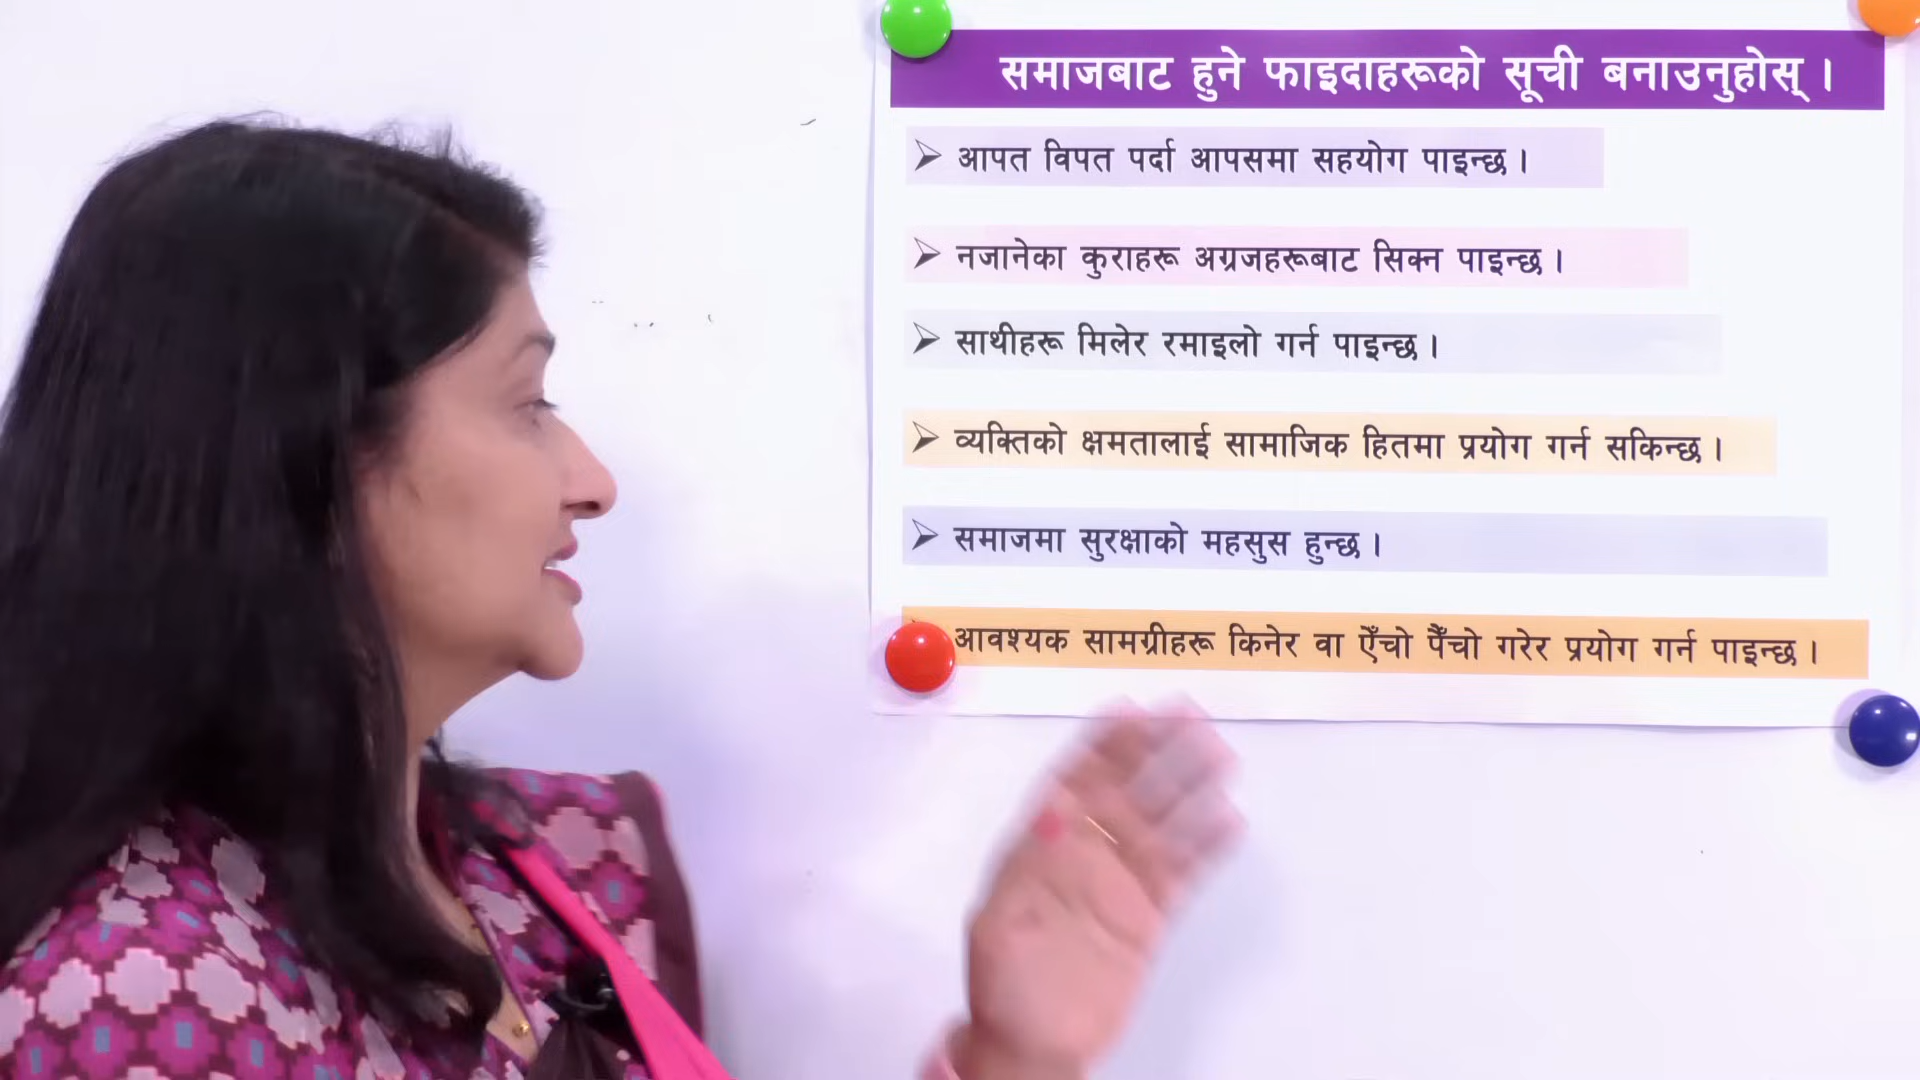 समाजबाट हुने फाइदाहरूको सूची बनाउनुहोस् ।
➢ आपत विपत पर्दा आपसमा सहयोग पाइन्छ ।
➢ नजानेका कुराहरू अग्रजहरूबाट सिक्न पाइन्छ ।
➢ साथीहरू मिलेर रमाइलो गर्न पाइन्छ ।
➢ व्यक्तिको क्षमतालाई सामाजिक हितमा प्रयोग गर्न सकिन्छ ।
➢ समाजमा सुरक्षाको महसुस हुन्छ ।
आवश्यक सामग्रीहरू किनेर वा ऐँचो पैँचो गरेर प्रयोग गर्न पाइन्छ ।